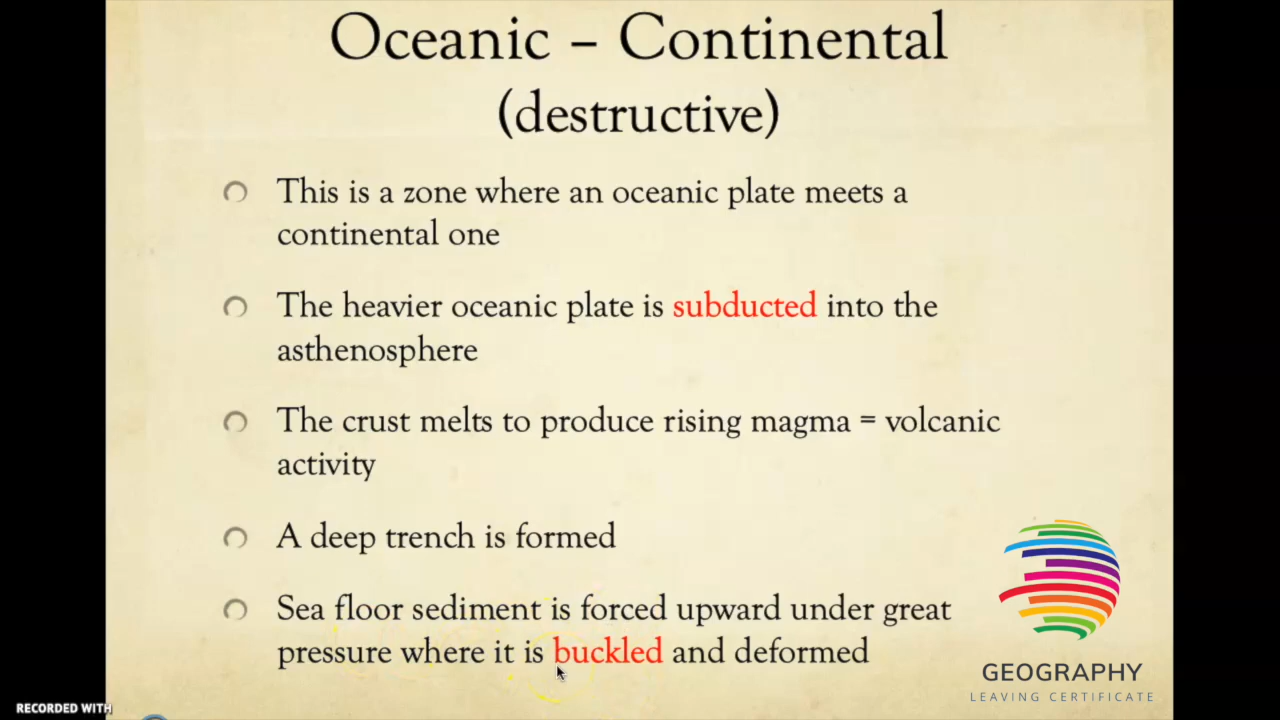 Oceanic – Continental
(destructive)
This is a zone where an oceanic plate meets a
continental one
The heavier oceanic plate is subducted into the
asthenosphere
The crust melts to produce rising magma = volcanic
activity
A deep trench is formed
Sea floor sediment is forced upward under great
pressure where it is buckled and deformed
GEOGRAPHY
LEAVING CERTIFICATE
RECORDED WITH